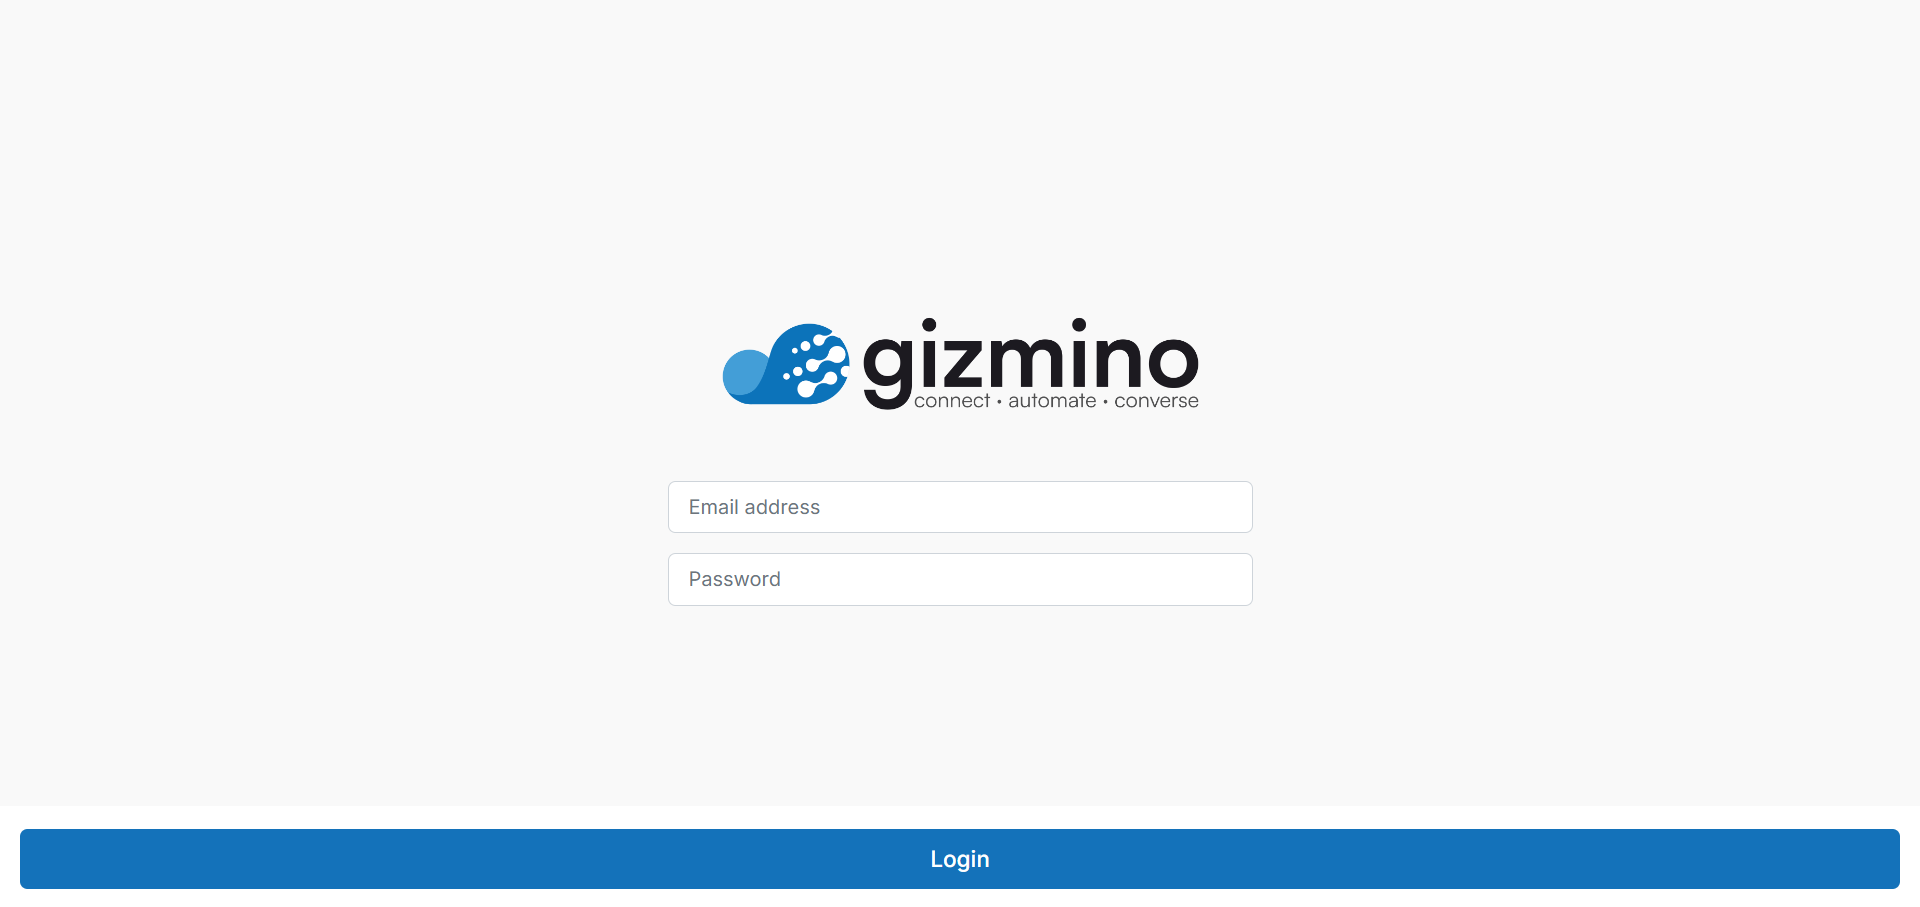 gizmino
connect • automate • converse
Email address
Password
Login